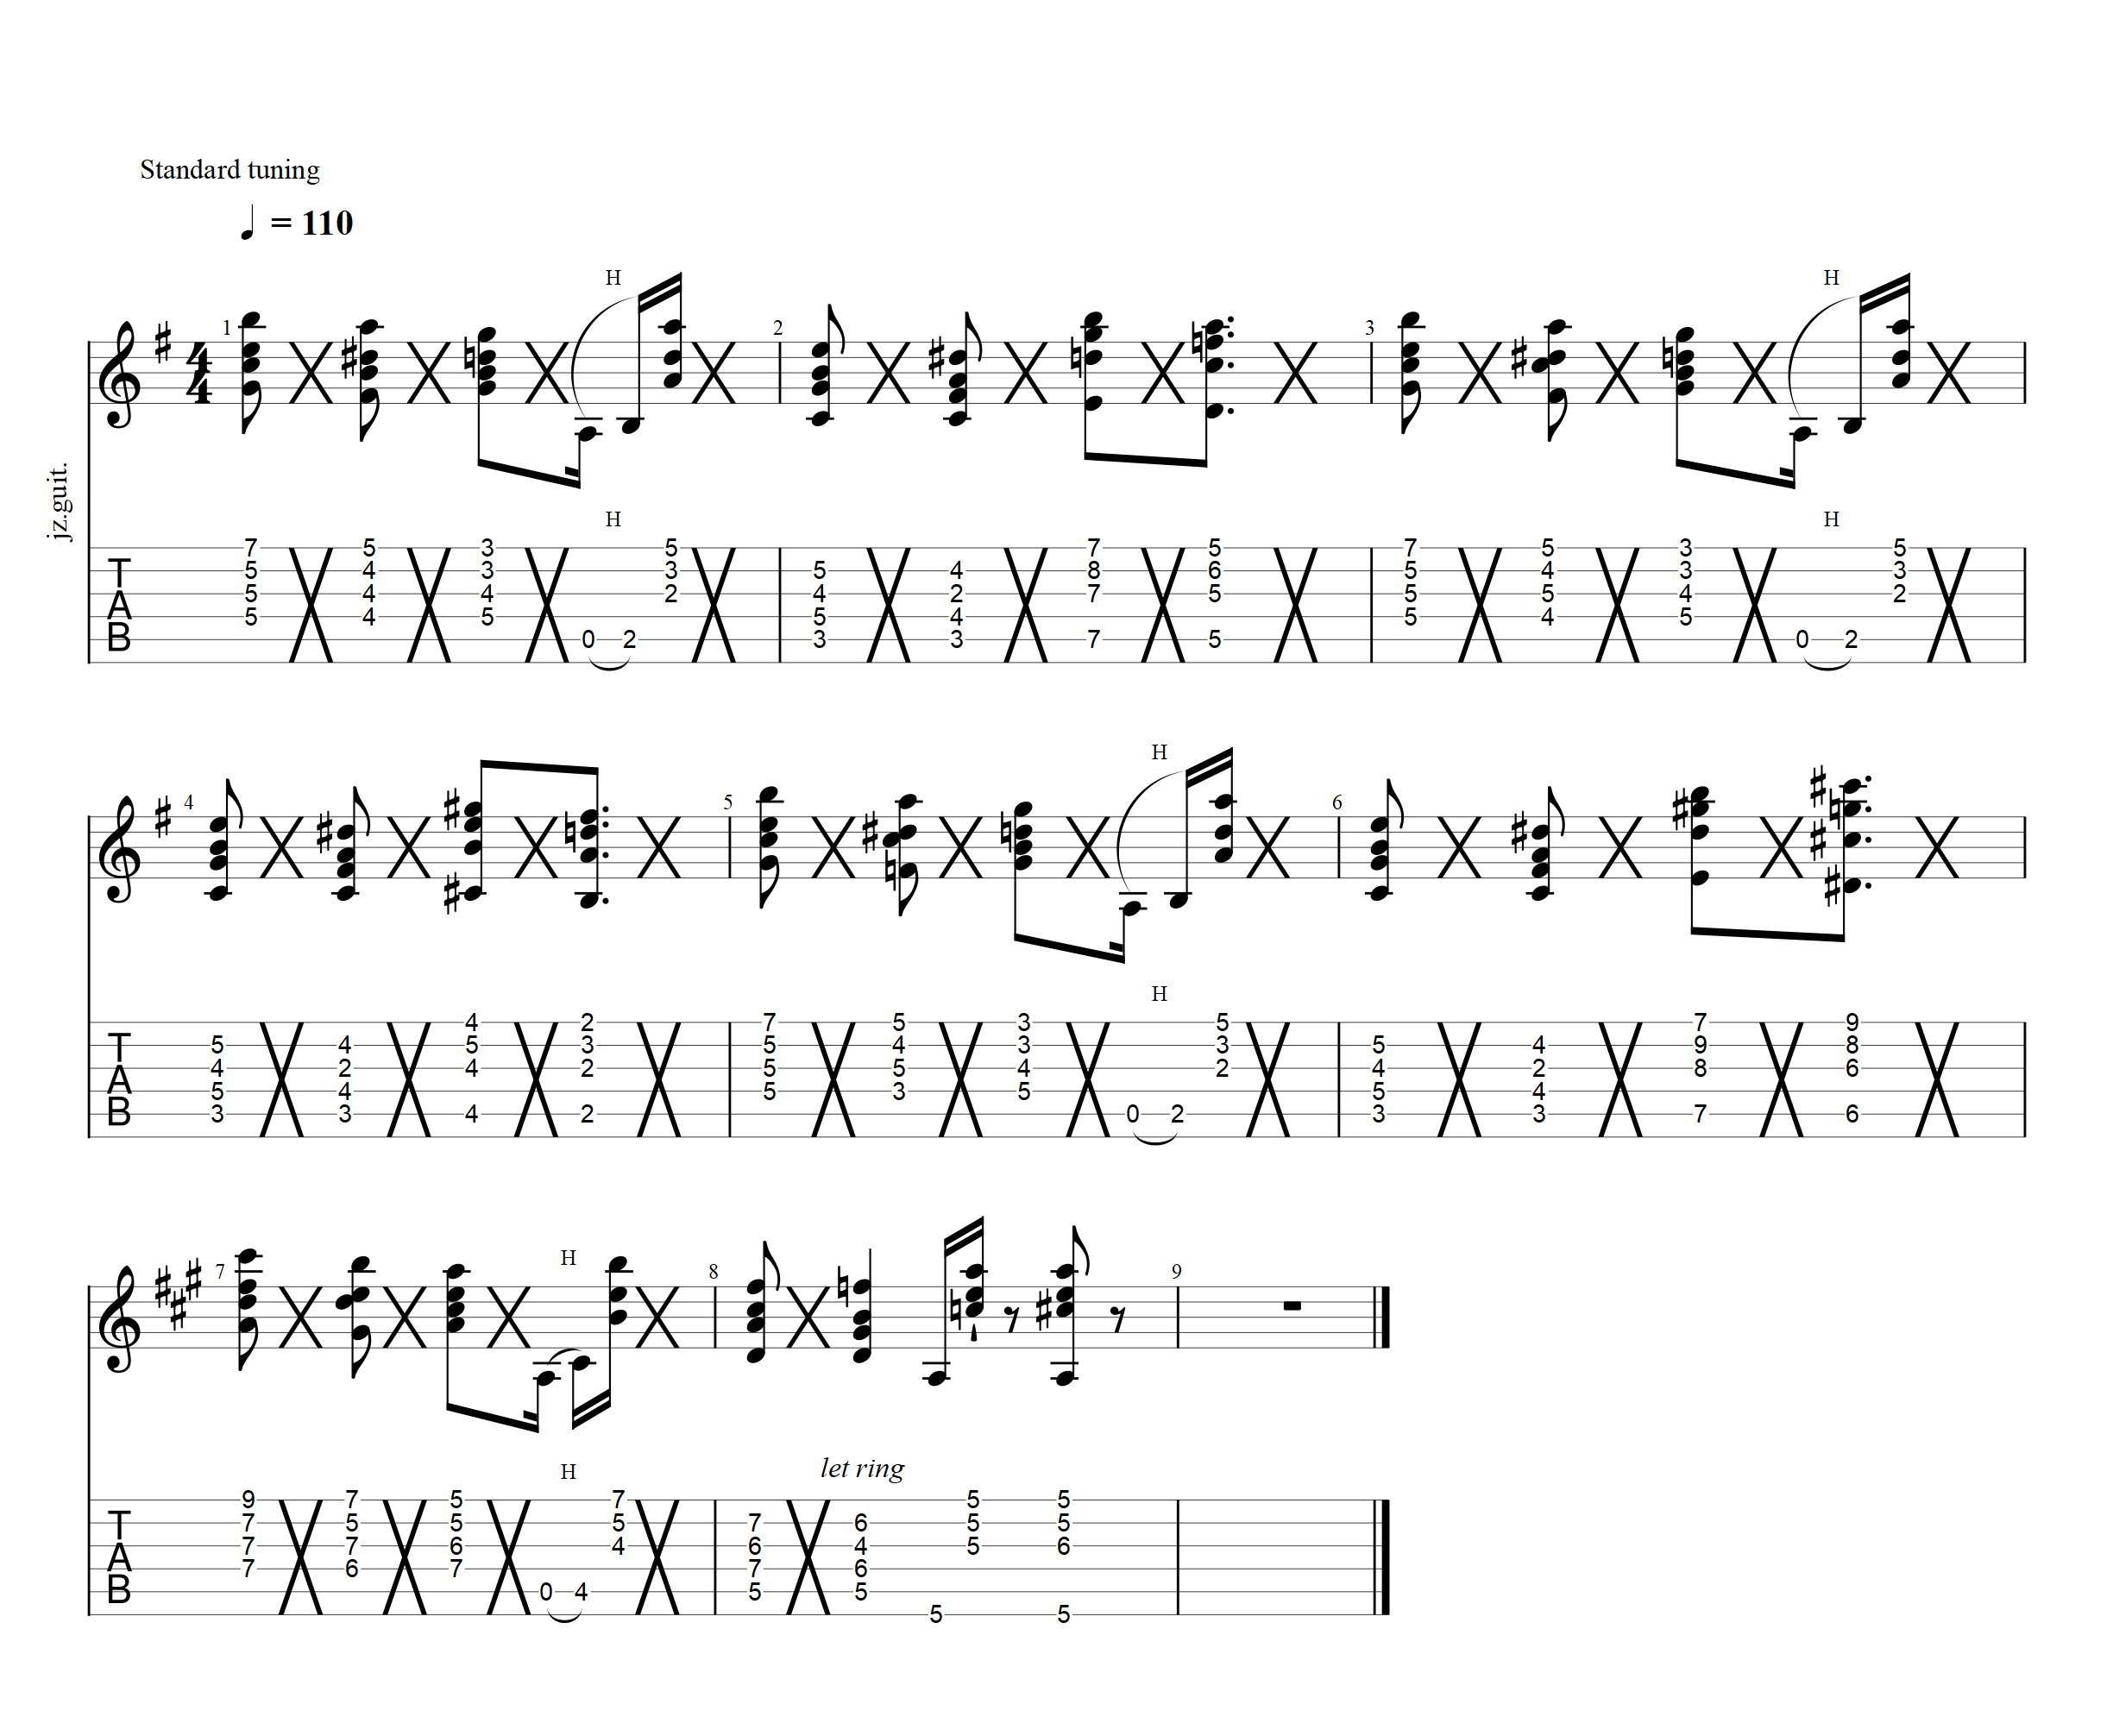 Standard tuning
= 110
H H
1 2 3
4
4
jz.guit.
H H
7 5 3 5 7 5 7 5 3 5
T 5 4 3 3 5 4 8 6 5 4 3 3
A 5 4 4 2 4 2 7 5 5 5 4 2
B 5 4 5 5 4 5 4 5
0 2 3 3 7 5 0 2
H
4 5 6
H
4 2 7 5 3 5 7 9
T 5 4 5 3 5 4 3 3 5 4 9 8
A 4 2 4 2 5 5 4 2 4 2 8 6
B 5 4 5 3 5 5 4
3 3 4 2 0 2 3 3 7 6
H
7 8 9
let ring
H
9 7 5 7 5 5
T 7 5 5 5 7 6 5 5
A 7 7 6 4 6 4 5 6
B 7 6 7 7 6
0 4 5 5
5 5